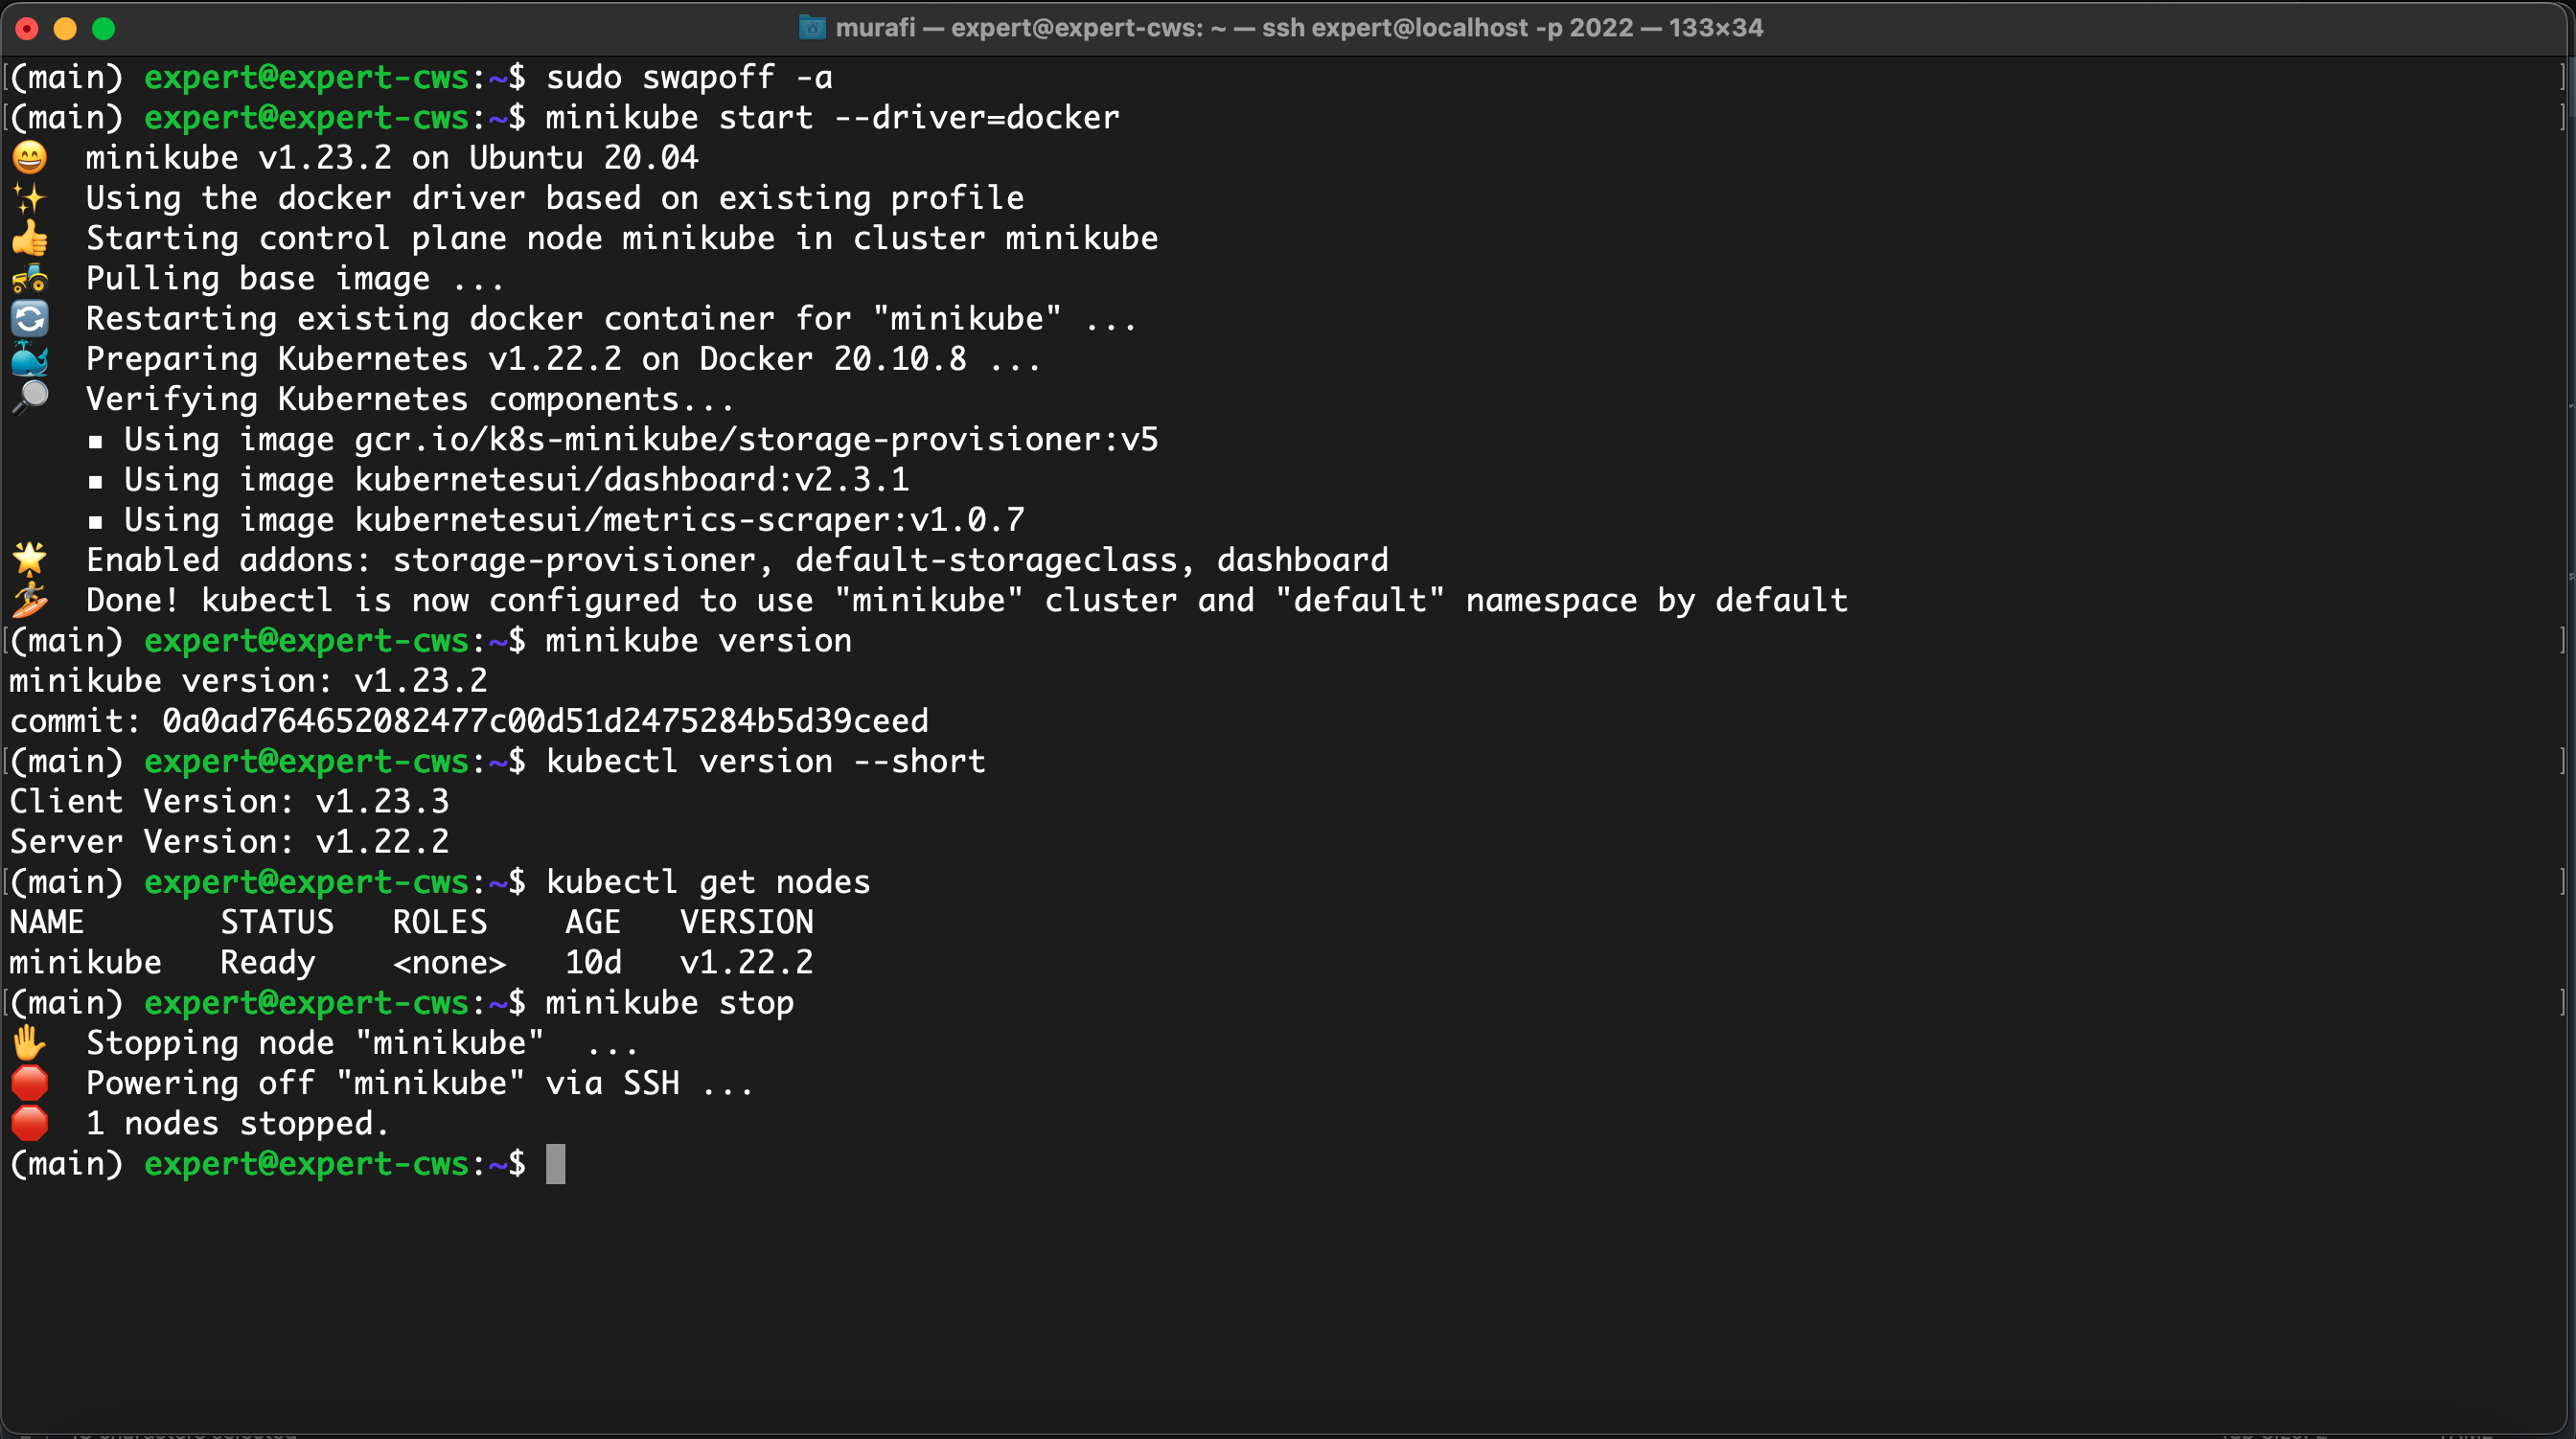 murafi — expert@expert-cws: ~ — ssh expert@localhost -p 2022 — 133×34
(main) expert@expert-cws:~$ sudo swapoff -a
(main) expert@expert-cws:~$ minikube start --driver=docker
😄  minikube v1.23.2 on Ubuntu 20.04
✨  Using the docker driver based on existing profile
👍  Starting control plane node minikube in cluster minikube
🚜  Pulling base image ...
🔄  Restarting existing docker container for "minikube" ...
🐳  Preparing Kubernetes v1.22.2 on Docker 20.10.8 ...
🔎  Verifying Kubernetes components...
    ▪ Using image gcr.io/k8s-minikube/storage-provisioner:v5
    ▪ Using image kubernetesui/dashboard:v2.3.1
    ▪ Using image kubernetesui/metrics-scraper:v1.0.7
🌟  Enabled addons: storage-provisioner, default-storageclass, dashboard
🏄  Done! kubectl is now configured to use "minikube" cluster and "default" namespace by default
(main) expert@expert-cws:~$ minikube version
minikube version: v1.23.2
commit: 0a0ad764652082477c00d51d2475284b5d39ceed
(main) expert@expert-cws:~$ kubectl version --short
Client Version: v1.23.3
Server Version: v1.22.2
(main) expert@expert-cws:~$ kubectl get nodes
NAME       STATUS   ROLES    AGE   VERSION
minikube   Ready    <none>   10d   v1.22.2
(main) expert@expert-cws:~$ minikube stop
✋  Stopping node "minikube"  ...
🛑  Powering off "minikube" via SSH ...
🛑  1 nodes stopped.
(main) expert@expert-cws:~$